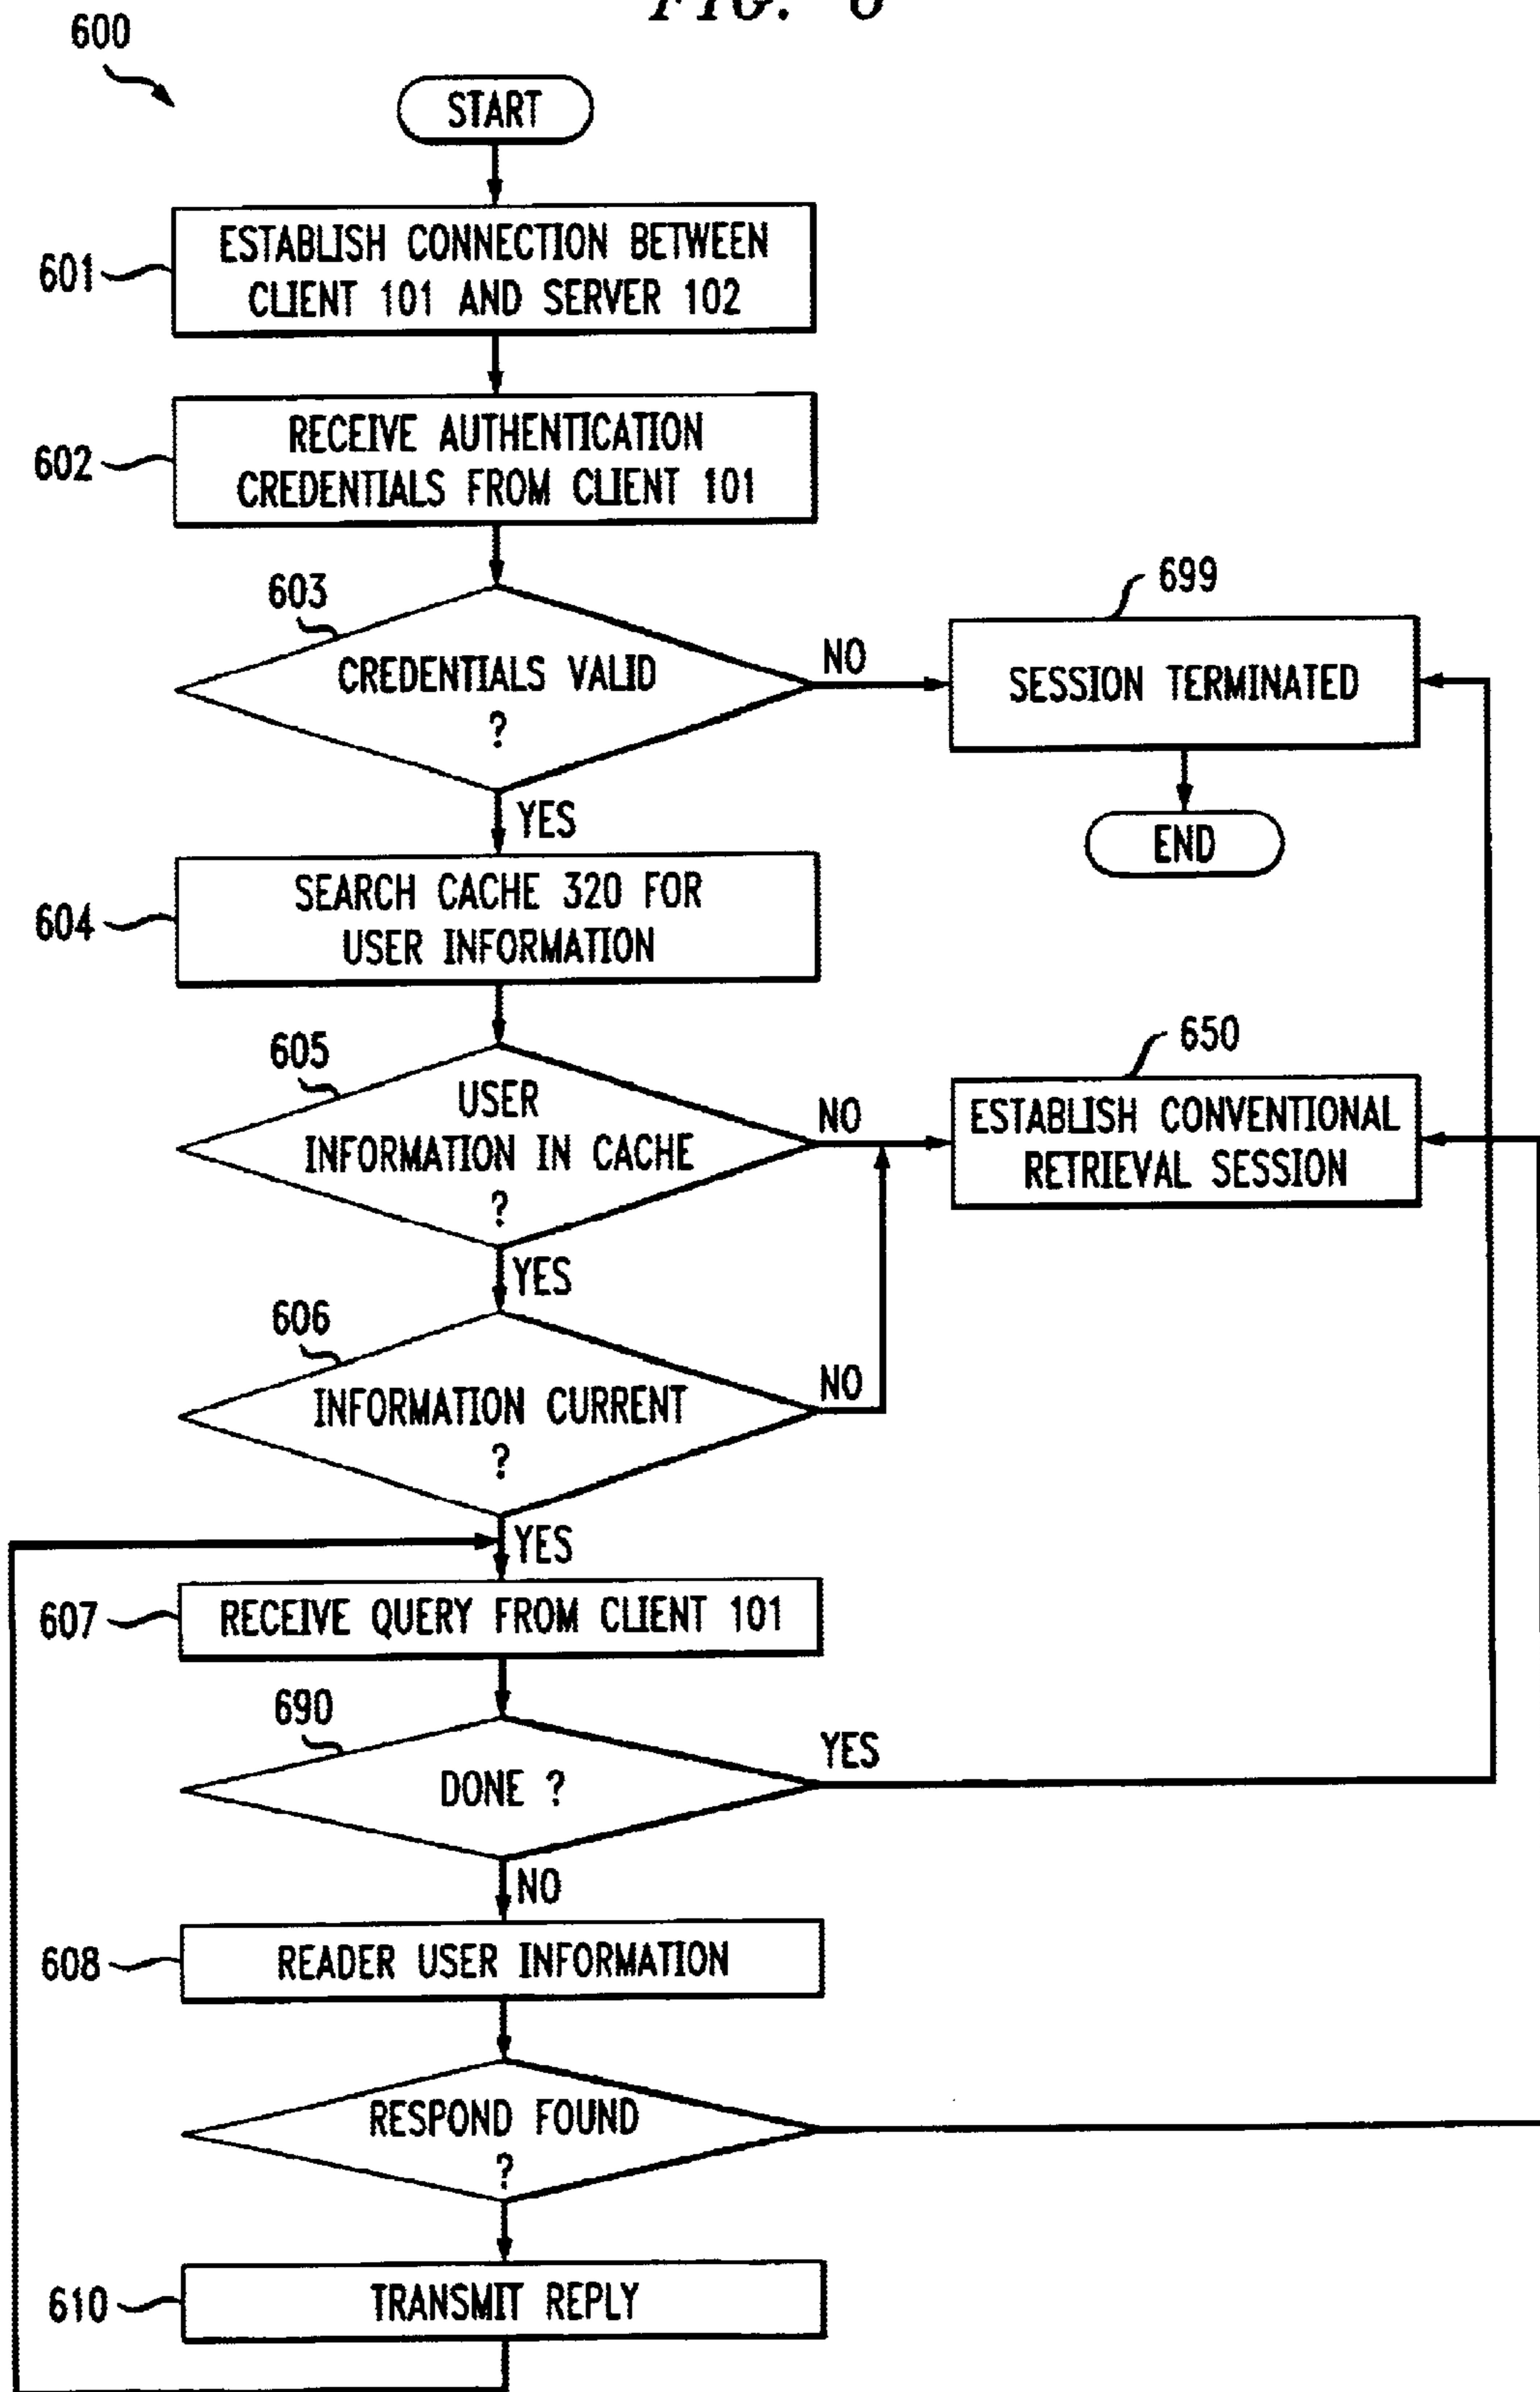 FIG. 6
600
START
601
ESTABLISH CONNECTION BETWEEN
CLIENT 101 AND SERVER 102
602
RECEIVE AUTHENTICATION
CREDENTIALS FROM CLIENT 101
603
CREDENTIALS VALID
?
NO
699
SESSION TERMINATED
END
YES
604
SEARCH CACHE 320 FOR
USER INFORMATION
605
USER
INFORMATION IN CACHE
?
NO
650
ESTABLISH CONVENTIONAL
RETRIEVAL SESSION
YES
606
INFORMATION CURRENT
?
NO
YES
607
RECEIVE QUERY FROM CLIENT 101
690
DONE ?
YES
NO
608
READER USER INFORMATION
RESPOND FOUND
?
610
TRANSMIT REPLY